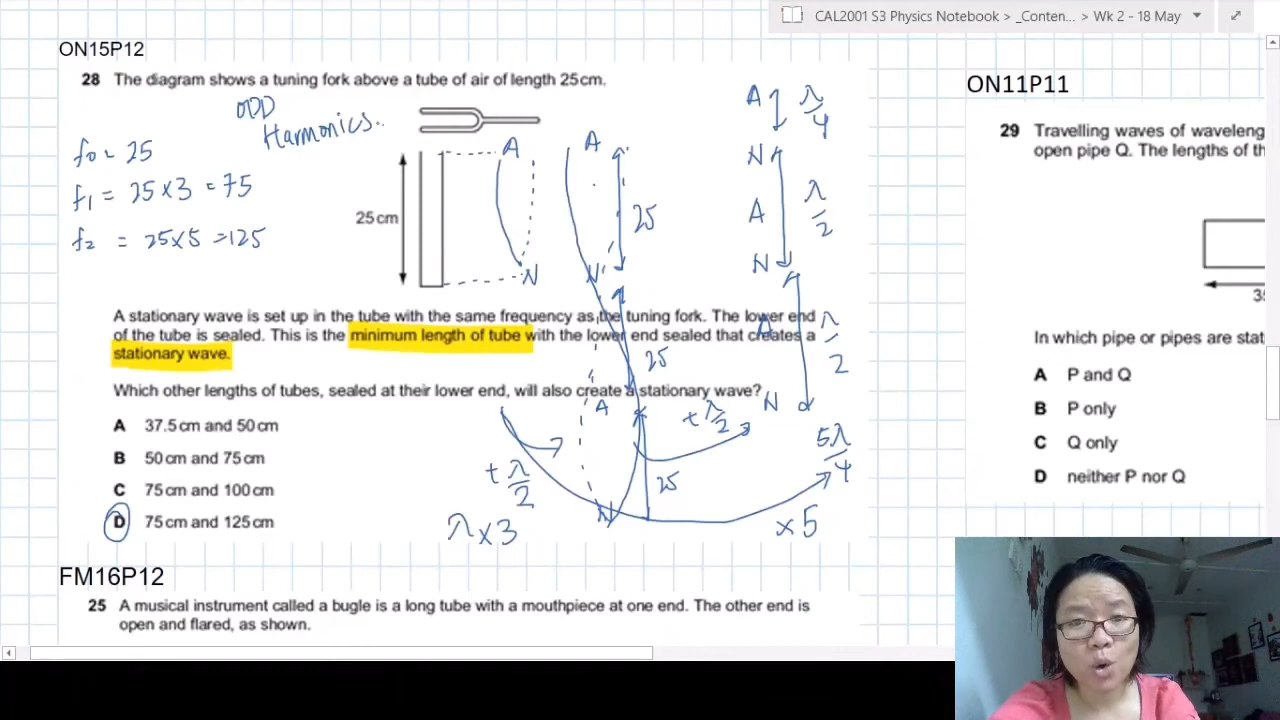 CAL2001 S3 Physics Notebook > _Conten... > Wk 2 - 18 May
ON15P12
28 The diagram shows a tuning fork above a tube of air of length 25 cm.
ODD
Harmonics..
f0 = 25
f1 = 25 x 3 = 75
f2 = 25 x 5 = 125
25 cm
A
N
A
N
25
25
A
25
N
A
λ/4
N
A
λ/2
N
A
λ/2
N
A stationary wave is set up in the tube with the same frequency as the tuning fork. The lower end
of the tube is sealed. This is the minimum length of tube with the lower end sealed that creates a
stationary wave.
Which other lengths of tubes, sealed at their lower end, will also create a stationary wave?
A 37.5 cm and 50 cm
B 50 cm and 75 cm
C 75 cm and 100 cm
D 75 cm and 125 cm
+ λ/2
+ λ/2
5λ/4
λ x 3
x 5
FM16P12
25 A musical instrument called a bugle is a long tube with a mouthpiece at one end. The other end is
open and flared, as shown.
ON11P11
29 Travelling waves of waveleng
open pipe Q. The lengths of th
In which pipe or pipes are stat
A P and Q
B P only
C Q only
D neither P nor Q